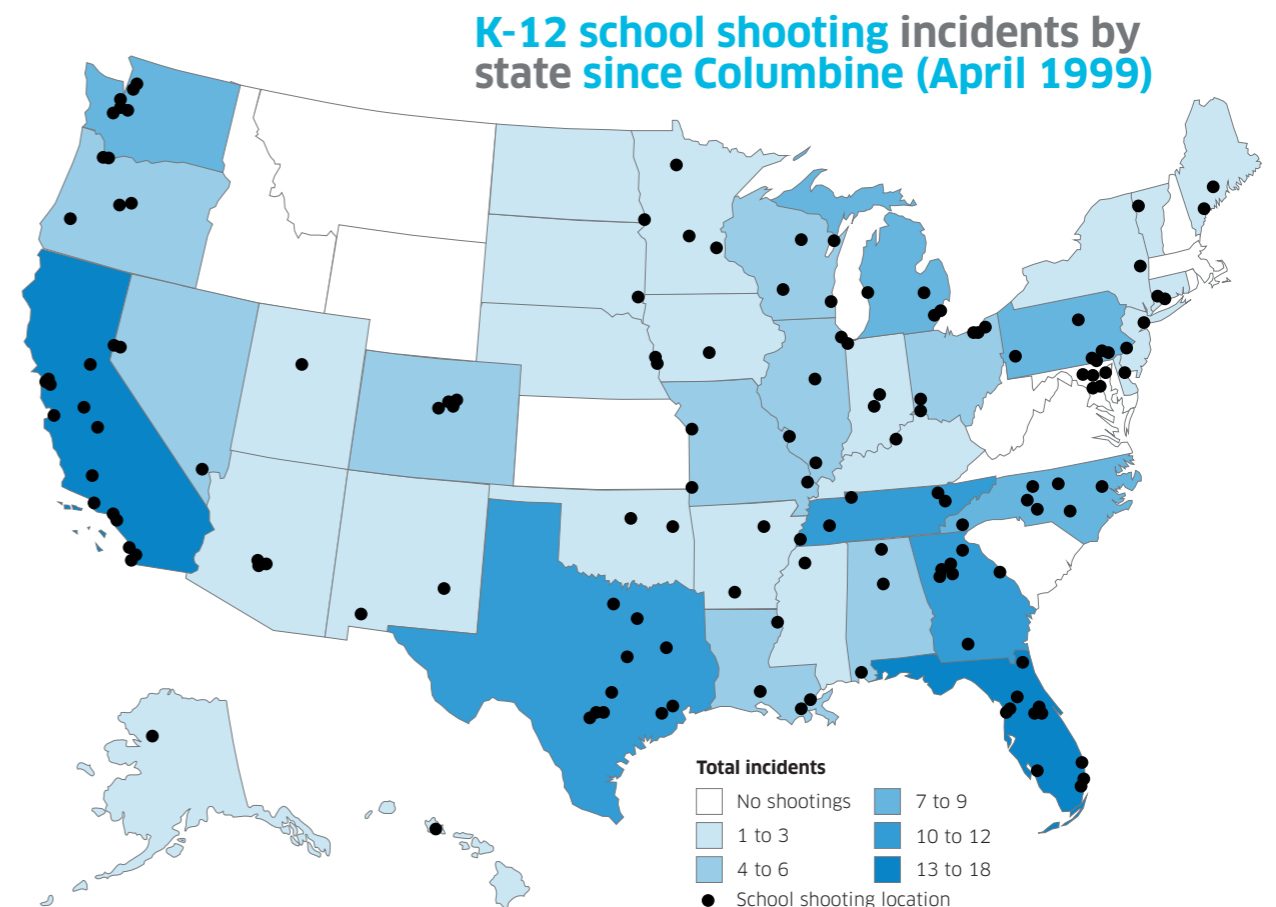 K-12 school shooting incidents by
state since Columbine (April 1999)
Total incidents
No shootings
1 to 3
4 to 6
7 to 9
10 to 12
13 to 18
School shooting location